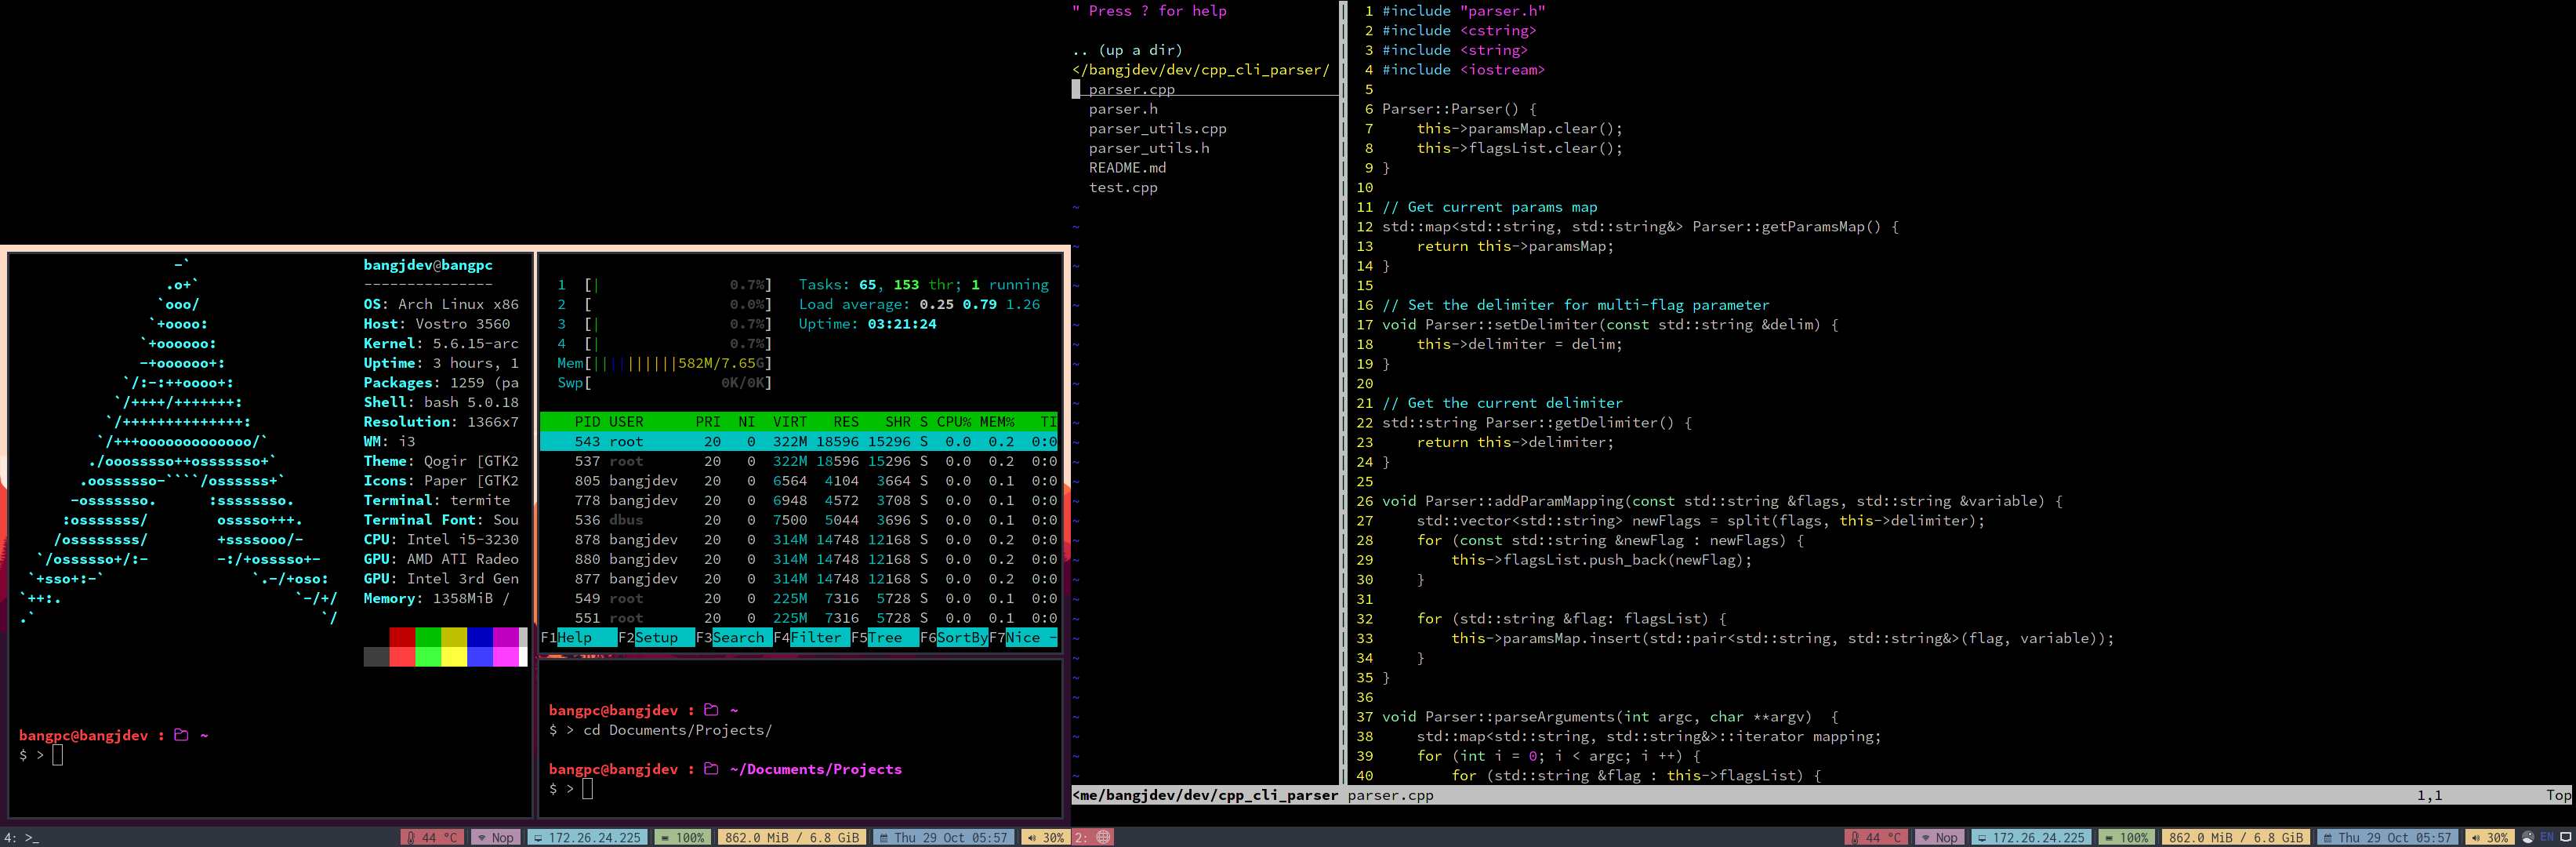 bangjdev@bangpc
---------------
OS: Arch Linux x86
Host: Vostro 3560
Kernel: 5.6.15-arc
Uptime: 3 hours, 1
Packages: 1259 (pa
Shell: bash 5.0.18
Resolution: 1366x7
WM: i3
Theme: Qogir [GTK2
Icons: Paper [GTK2
Terminal: termite
Terminal Font: Sou
CPU: Intel i5-3230
GPU: AMD ATI Radeo
GPU: Intel 3rd Gen
Memory: 1358MiB /
bangpc@bangjdev : ~
$ >
1 [| 0.7%] Tasks: 65, 153 thr; 1 running
2 [ 0.0%] Load average: 0.25 0.79 1.26
3 [| 0.7%] Uptime: 03:21:24
4 [| 0.7%]
Mem[||||||||||582M/7.65G]
Swp[ 0K/0K]
PID USER PRI NI VIRT RES SHR S CPU% MEM% TI
543 root 20 0 322M 18596 15296 S 0.0 0.2 0:0
537 root 20 0 322M 18596 15296 S 0.0 0.2 0:0
805 bangjdev 20 0 6564 4104 3664 S 0.0 0.1 0:0
778 bangjdev 20 0 6948 4572 3708 S 0.0 0.1 0:0
536 dbus 20 0 7500 5044 3696 S 0.0 0.1 0:0
878 bangjdev 20 0 314M 14748 12168 S 0.0 0.2 0:0
880 bangjdev 20 0 314M 14748 12168 S 0.0 0.2 0:0
877 bangjdev 20 0 314M 14748 12168 S 0.0 0.2 0:0
549 root 20 0 225M 7316 5728 S 0.0 0.1 0:0
551 root 20 0 225M 7316 5728 S 0.0 0.1 0:0
F1Help F2Setup F3Search F4Filter F5Tree F6SortByF7Nice -
bangpc@bangjdev : ~
$ > cd Documents/Projects/
bangpc@bangjdev : ~/Documents/Projects
$ >
4: >_ 44 °C Nop 172.26.24.225 100% 862.0 MiB / 6.8 GiB Thu 29 Oct 05:57 30%
" Press ? for help
.. (up a dir)
</bangjdev/dev/cpp_cli_parser/
parser.cpp
parser.h
parser_utils.cpp
parser_utils.h
README.md
test.cpp
1 #include "parser.h"
2 #include <cstring>
3 #include <string>
4 #include <iostream>
5
6 Parser::Parser() {
7     this->paramsMap.clear();
8     this->flagsList.clear();
9 }
10
11 // Get current params map
12 std::map<std::string, std::string&> Parser::getParamsMap() {
13     return this->paramsMap;
14 }
15
16 // Set the delimiter for multi-flag parameter
17 void Parser::setDelimiter(const std::string &delim) {
18     this->delimiter = delim;
19 }
20
21 // Get the current delimiter
22 std::string Parser::getDelimiter() {
23     return this->delimiter;
24 }
25
26 void Parser::addParamMapping(const std::string &flags, std::string &variable) {
27     std::vector<std::string> newFlags = split(flags, this->delimiter);
28     for (const std::string &newFlag : newFlags) {
29         this->flagsList.push_back(newFlag);
30     }
31
32     for (std::string &flag: flagsList) {
33         this->paramsMap.insert(std::pair<std::string, std::string&>(flag, variable));
34     }
35 }
36
37 void Parser::parseArguments(int argc, char **argv)  {
38     std::map<std::string, std::string&>::iterator mapping;
39     for (int i = 0; i < argc; i ++) {
40         for (std::string &flag : this->flagsList) {
<me/bangjdev/dev/cpp_cli_parser parser.cpp 1,1 Top
2: 44 °C Nop 172.26.24.225 100% 862.0 MiB / 6.8 GiB Thu 29 Oct 05:57 30% EN